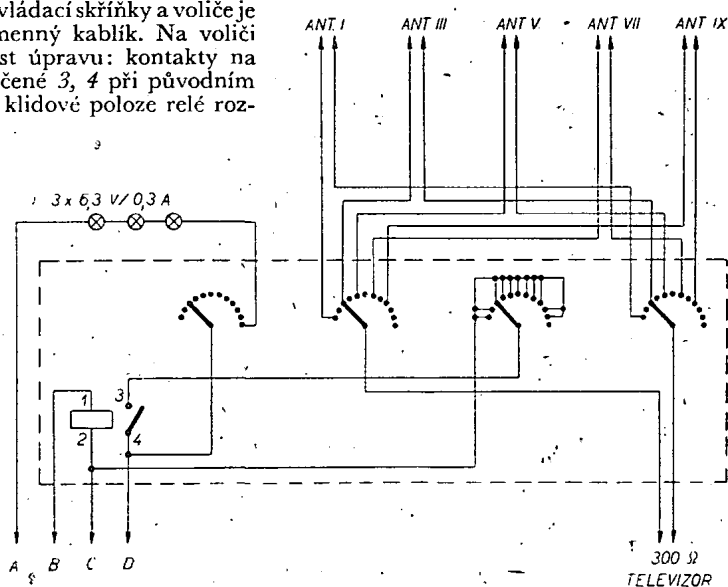 vládací skříňky a voliče je
menný kablík. Na voliči
st úpravu: kontakty na
čené 3, 4 při původním
klidové poloze relé roz-
ANT. I ANT III ANT V. ANT VII ANT IX
3 x 6,3 V/0,3 A
1 3
2 4
A B C D
300 Ω
TELEVIZOR